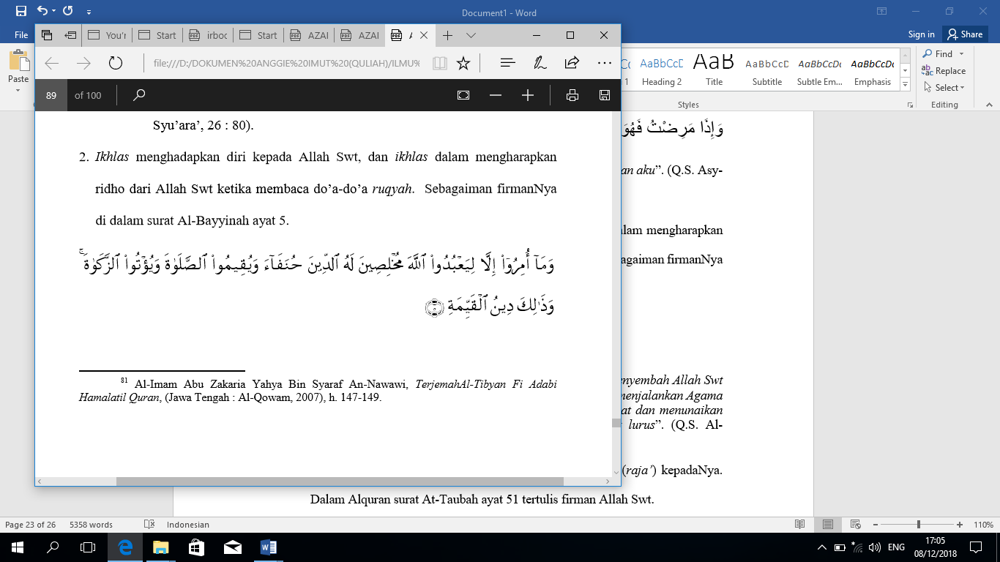 Document1 - Word
File
Sign in
Share
You'r
Start
irboc
Start
AZAI
AZAI
Paste
file:///D:/DOKUMEN%20ANGGIE%20IMUT%20(QULIAH)/ILMU%
AaBbCcD
AaBbCcDc
AaB
AaBbCcD
AaBbCcDc
AaBbCcDc
1
Heading 2
Title
Subtitle
Subtle Em...
Emphasis
Styles
Find
Replace
Select
Editing
89 of 100
Syu'ara', 26 : 80).
2. Ikhlas menghadapkan diri kepada Allah Swt, dan ikhlas dalam mengharapkan
ridho dari Allah Swt ketika membaca do'a-do'a ruqyah. Sebagaiman firmanNya
di dalam surat Al-Bayyinah ayat 5.
وَمَآ أُمِرُوٓا۟ إِلَّا لِيَعْبُدُوا۟ ٱللَّهَ مُخْلِصِينَ لَهُ ٱلدِّينَ حُنَفَآءَ وَيُقِيمُوا۟ ٱلصَّلَوٰةَ وَيُؤْتُوا۟ ٱلزَّكَوٰةَ ۚ
وَذَٰلِكَ دِينُ ٱلْقَيِّمَةِ ۝٥
81 Al-Imam Abu Zakaria Yahya Bin Syaraf An-Nawawi, TerjemahAl-Tibyan Fi Adabi
Hamalatil Quran, (Jawa Tengah : Al-Qowam, 2007), h. 147-149.
وَإِذَا مَرِضْتُ فَهُوَ
an aku". (Q.S. Asy-
lam mengharapkan
agaiman firmanNya
enyembah Allah Swt
menjalankan Agama
at dan menunaikan
lurus". (Q.S. Al-
(raja') kepadaNya.
Dalam Alquran surat At-Taubah ayat 51 tertulis firman Allah Swt.
Page 23 of 26
5358 words
Indonesian
110%
ENG
17:05
08/12/2018